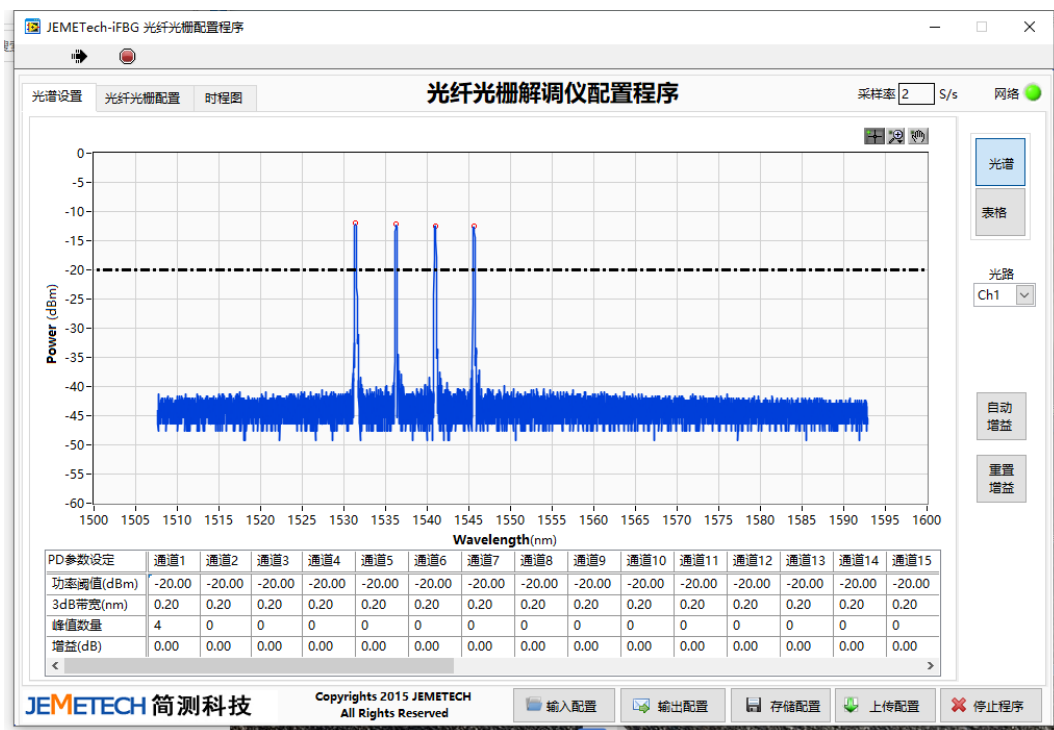 JEMETech-iFBG 光纤光栅配置程序
光谱设置 光纤光栅配置 时程图
光纤光栅解调仪配置程序
采样率 2 S/s 网络
光谱
表格
光路
Ch1
自动
增益
重置
增益
Power (dBm)
0
-5
-10
-15
-20
-25
-30
-35
-40
-45
-50
-55
-60
1500 1505 1510 1515 1520 1525 1530 1535 1540 1545 1550 1555 1560 1565 1570 1575 1580 1585 1590 1595 1600
Wavelength(nm)
PD参数设定 通道1 通道2 通道3 通道4 通道5 通道6 通道7 通道8 通道9 通道10 通道11 通道12 通道13 通道14 通道15
功率阈值(dBm) -20.00 -20.00 -20.00 -20.00 -20.00 -20.00 -20.00 -20.00 -20.00 -20.00 -20.00 -20.00 -20.00 -20.00 -20.00
3dB带宽(nm) 0.20 0.20 0.20 0.20 0.20 0.20 0.20 0.20 0.20 0.20 0.20 0.20 0.20 0.20 0.20
峰值数量 4 0 0 0 0 0 0 0 0 0 0 0 0 0 0
增益(dB) 0.00 0.00 0.00 0.00 0.00 0.00 0.00 0.00 0.00 0.00 0.00 0.00 0.00 0.00 0.00
JEMETECH 简测科技
Copyrights 2015 JEMETECH
All Rights Reserved
输入配置 输出配置 存储配置 上传配置 停止程序